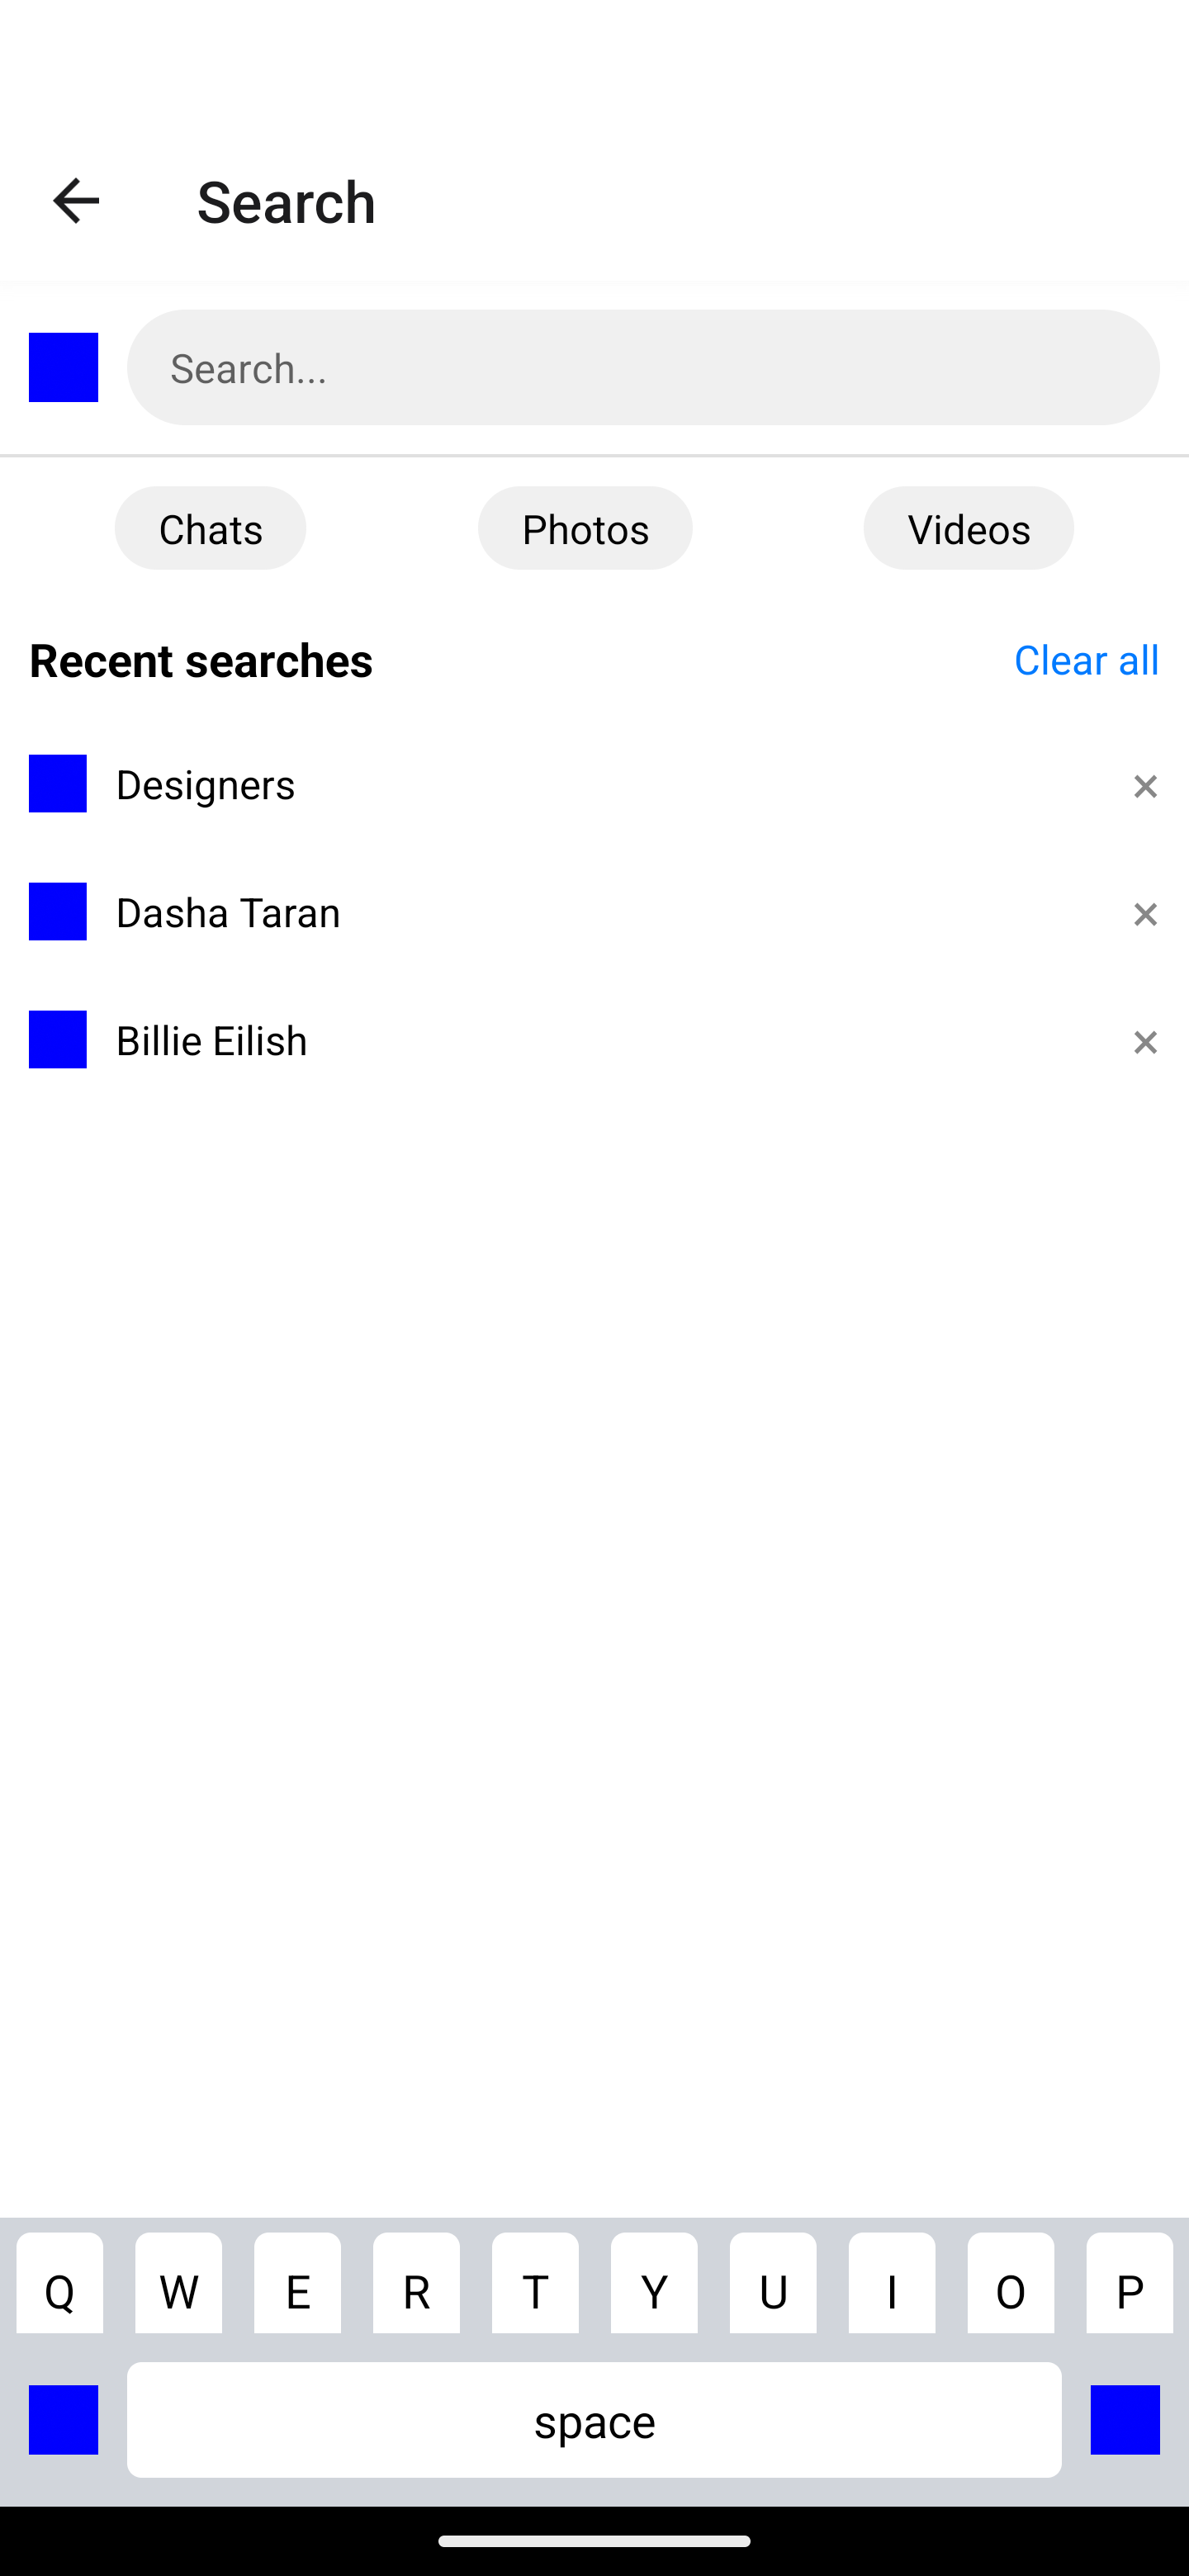 Search
Search...
Chats Photos Videos
Recent searches Clear all
Designers ×
Dasha Taran ×
Billie Eilish ×
Q W E R T Y U I O P
space